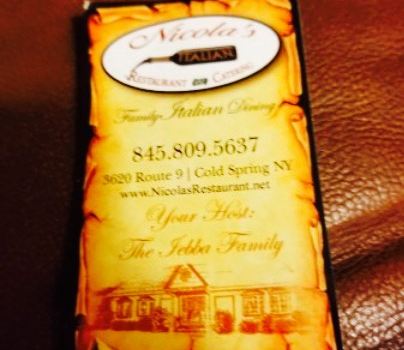 Nicola's
ITALIAN
RESTAURANT and CATERING
Family Italian Dining
845.809.5637
3620 Route 9 | Cold Spring NY
www.NicolasRestaurant.net
Your Host:
The Jebba Family